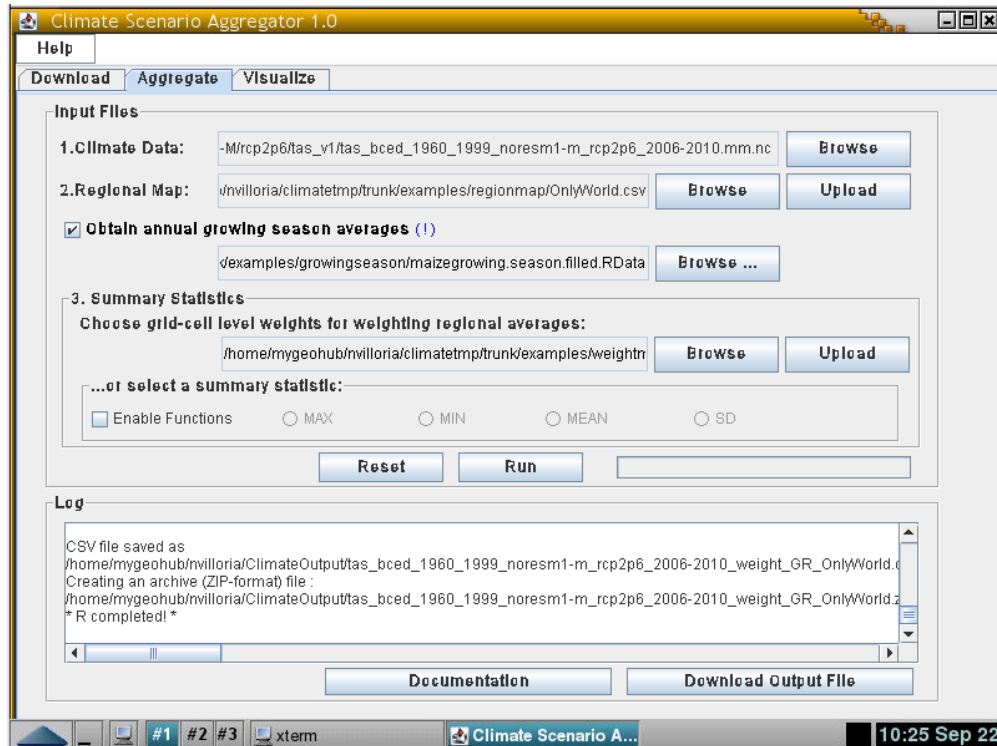 Climate Scenario Aggregator 1.0
Help
Download Aggregate Visualize
Input Files
1.Climate Data: -M/rcp2p6/tas_v1/tas_bced_1960_1999_noresm1-m_rcp2p6_2006-2010.mm.nc Browse
2.Regional Map: /nvilloria/climatetmp/trunk/examples/regionmap/OnlyWorld.csv Browse Upload
Obtain annual growing season averages (!)
/examples/growingseason/maizegrowing.season.filled.RData Browse ...
3. Summary Statistics
Choose grid-cell level weights for weighting regional averages:
/home/mygeohub/nvilloria/climatetmp/trunk/examples/weightm Browse Upload
...or select a summary statistic:
Enable Functions MAX MIN MEAN SD
Reset Run
Log
CSV file saved as
/home/mygeohub/nvilloria/ClimateOutput/tas_bced_1960_1999_noresm1-m_rcp2p6_2006-2010_weight_GR_OnlyWorld.c
Creating an archive (ZIP-format) file :
/home/mygeohub/nvilloria/ClimateOutput/tas_bced_1960_1999_noresm1-m_rcp2p6_2006-2010_weight_GR_OnlyWorld.z
* R completed! *
Documentation Download Output File
#1 #2 #3 xterm Climate Scenario A... 10:25 Sep 22